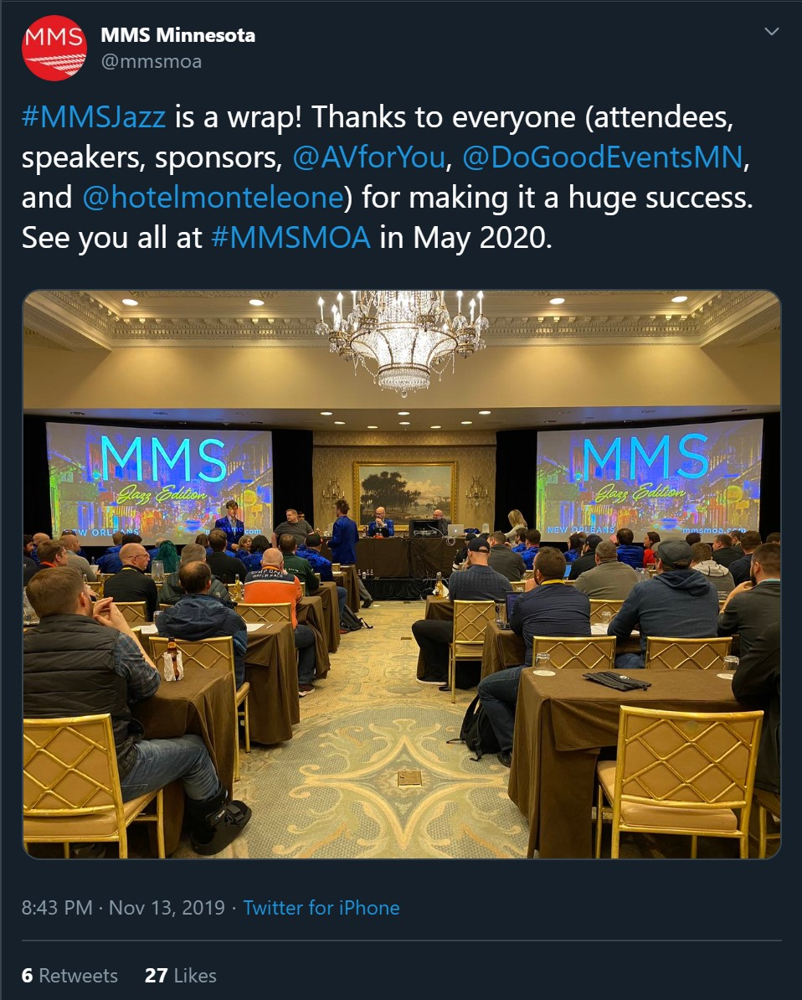 MMS
MMS Minnesota
@mmsmoa
#MMSJazz is a wrap! Thanks to everyone (attendees,
speakers, sponsors, @AVforYou, @DoGoodEventsMN,
and @hotelmonteleone) for making it a huge success.
See you all at #MMSMOA in May 2020.
MMS
Jazz Edition
NEW ORLEANS
MMS
Jazz Edition
NEW ORLEANS
mmsmoa.com
8:43 PM · Nov 13, 2019 · Twitter for iPhone
6 Retweets 27 Likes